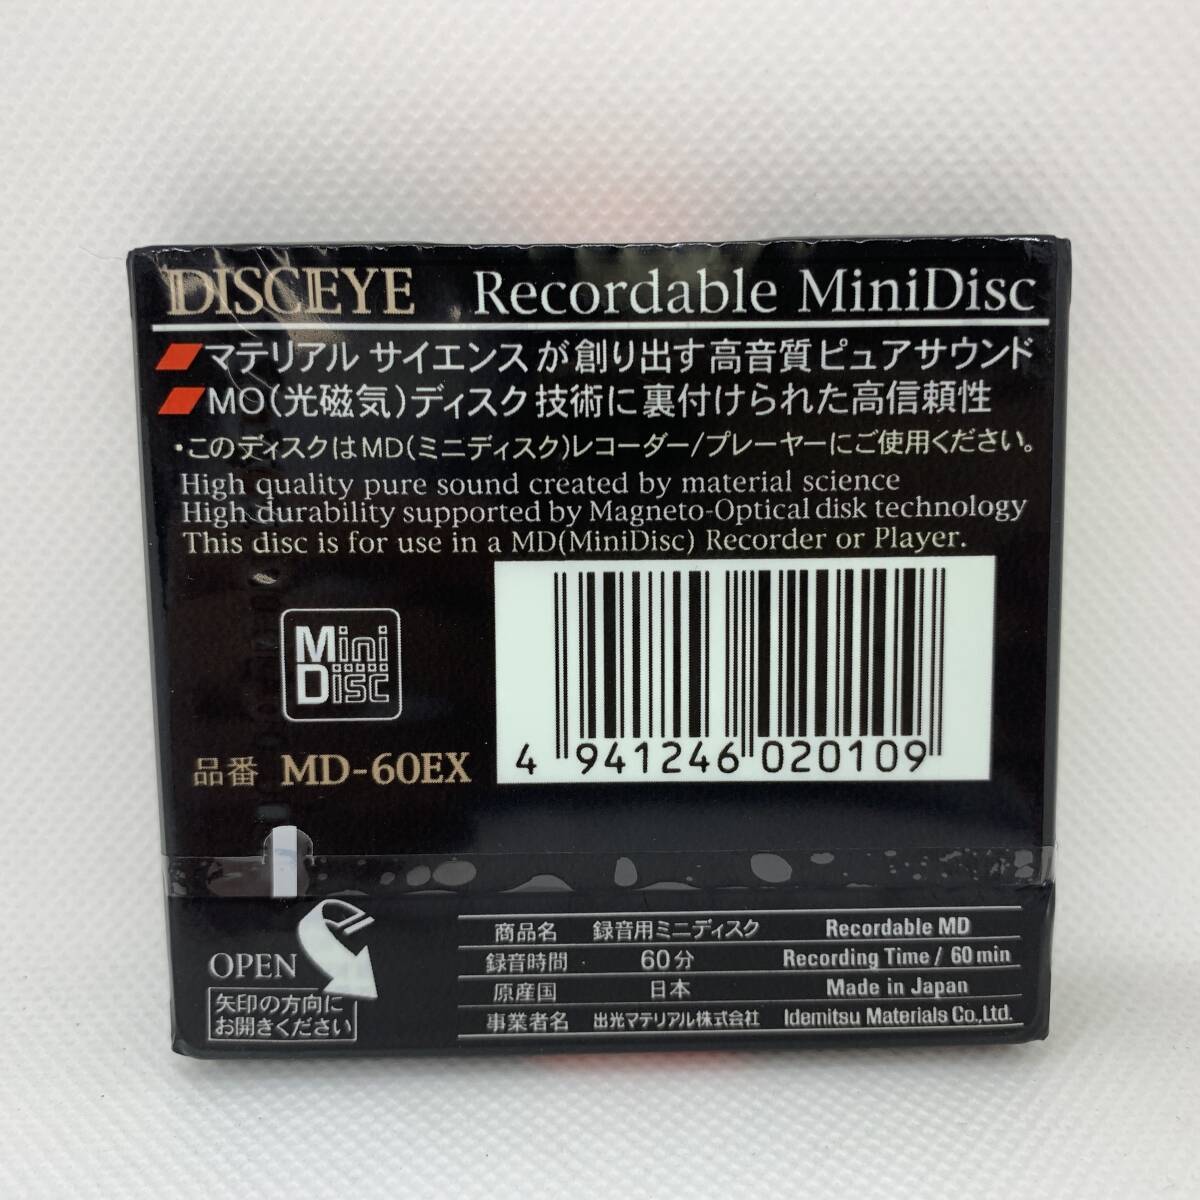 DISCEYE Recordable MiniDisc
マテリアル サイエンスが創り出す高音質ピュアサウンド
MO(光磁気)ディスク技術に裏付けられた高信頼性
・このディスクはMD(ミニディスク)レコーダー/プレーヤーにご使用ください。
High quality pure sound created by material science
High durability supported by Magneto-Optical disk technology
This disc is for use in a MD(MiniDisc) Recorder or Player.
Mini
Disc
品番 MD-60EX
4 941246 020109
OPEN
矢印の方向に
お開きください
商品名 録音用ミニディスク Recordable MD
録音時間 60分 Recording Time / 60 min
原産国 日本 Made in Japan
事業者名 出光マテリアル株式会社 Idemitsu Materials Co.,Ltd.